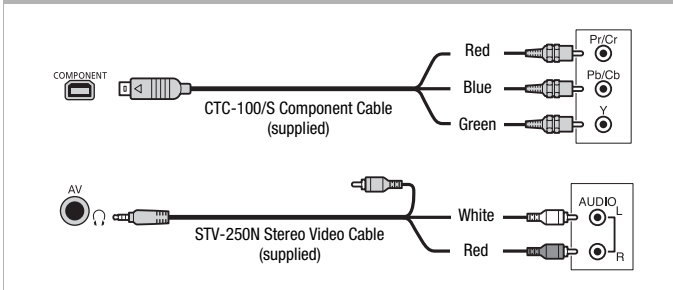 Red
Pr/Cr
COMPONENT
Blue
Pb/Cb
CTC-100/S Component Cable
(supplied)
Green
Y
AV
White
AUDIO L
STV-250N Stereo Video Cable
(supplied)
Red
R